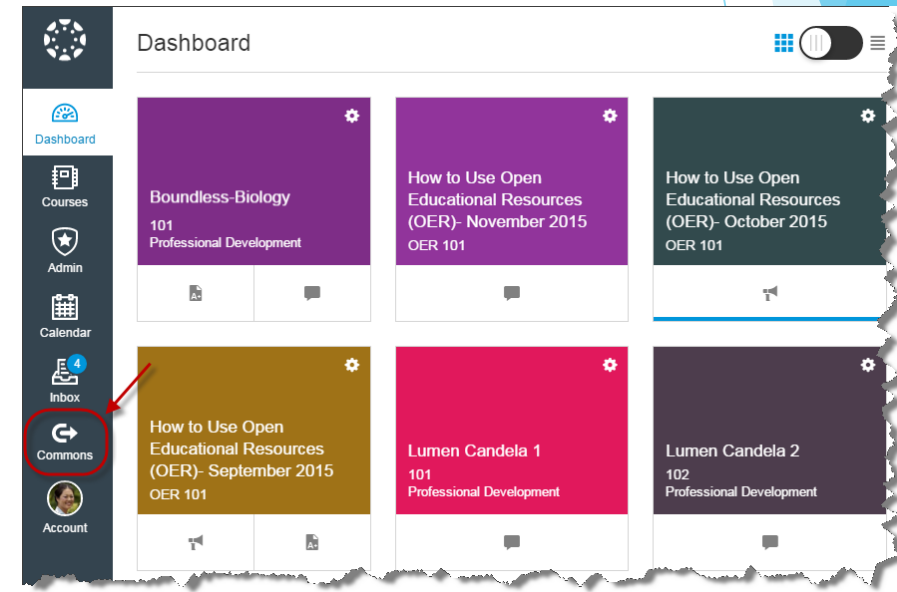 Dashboard
Dashboard
Courses
Admin
Calendar
4
Inbox
Commons
Account
Boundless-Biology
101
Professional Development
A+
How to Use Open
Educational Resources
(OER)- November 2015
OER 101
How to Use Open
Educational Resources
(OER)- October 2015
OER 101
How to Use Open
Educational Resources
(OER)- September 2015
OER 101
A+
Lumen Candela 1
101
Professional Development
Lumen Candela 2
102
Professional Development